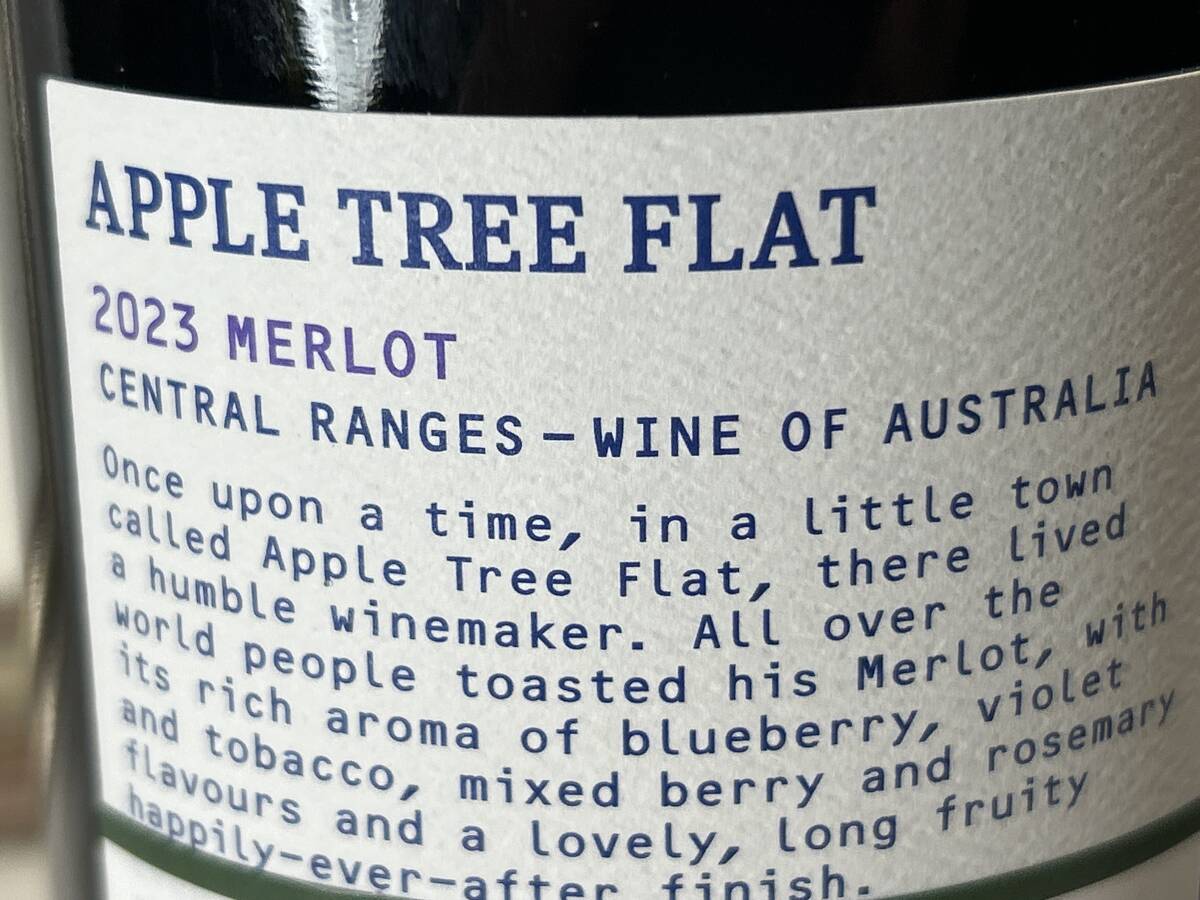 APPLE TREE FLAT
2023 MERLOT
CENTRAL RANGES – WINE OF AUSTRALIA
Once upon a time, in a little town
called Apple Tree Flat, there lived
a humble winemaker. All over the
world people toasted his Merlot, with
its rich aroma of blueberry, violet
and tobacco, mixed berry and rosemary
flavours and a lovely, long fruity
happily-ever-after finish.